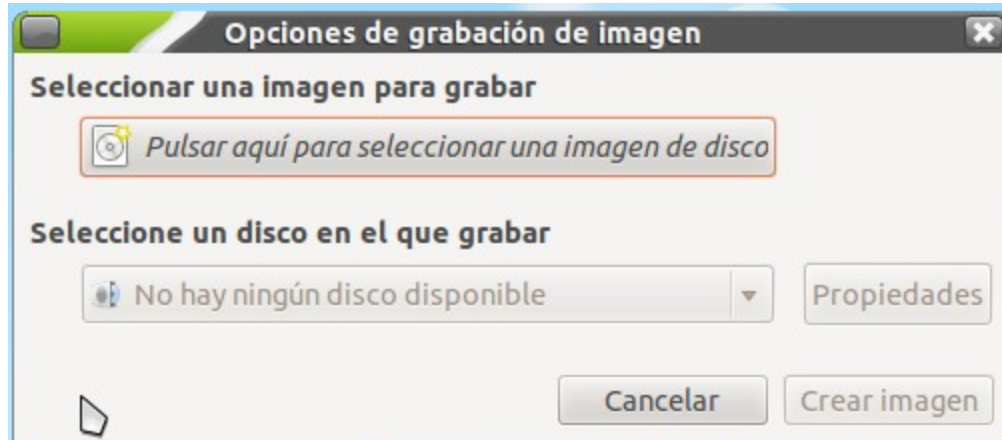 Opciones de grabación de imagen
Seleccionar una imagen para grabar
Pulsar aquí para seleccionar una imagen de disco
Seleccione un disco en el que grabar
No hay ningún disco disponible
Propiedades
Cancelar
Crear imagen